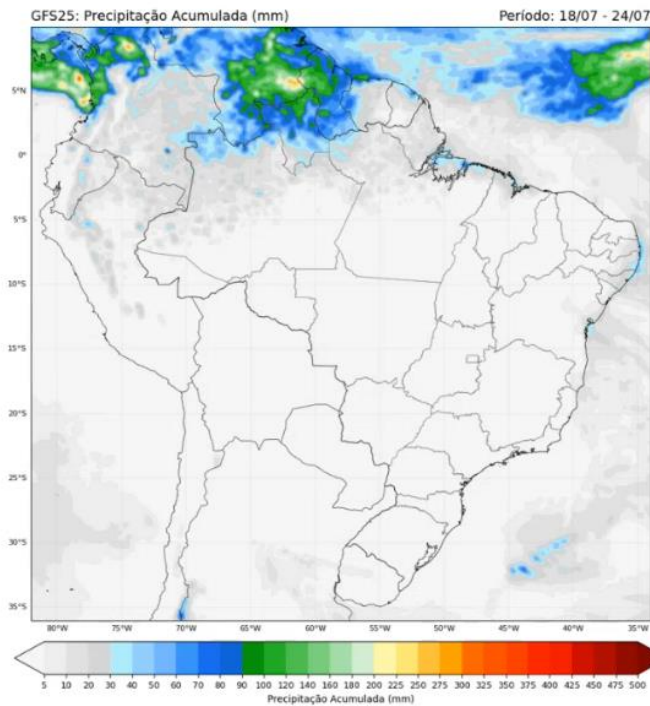 GFS25: Precipitação Acumulada (mm) Período: 18/07 - 24/07
5°N
0°
5°S
10°S
15°S
20°S
25°S
30°S
35°S
80°W 75°W 70°W 65°W 60°W 55°W 50°W 45°W 40°W 35°W
5 10 20 30 40 60 70 80 90 100 120 140 160 180 200 225 250 275 300 325 350 400 425 450 475 500
Precipitação Acumulada (mm)